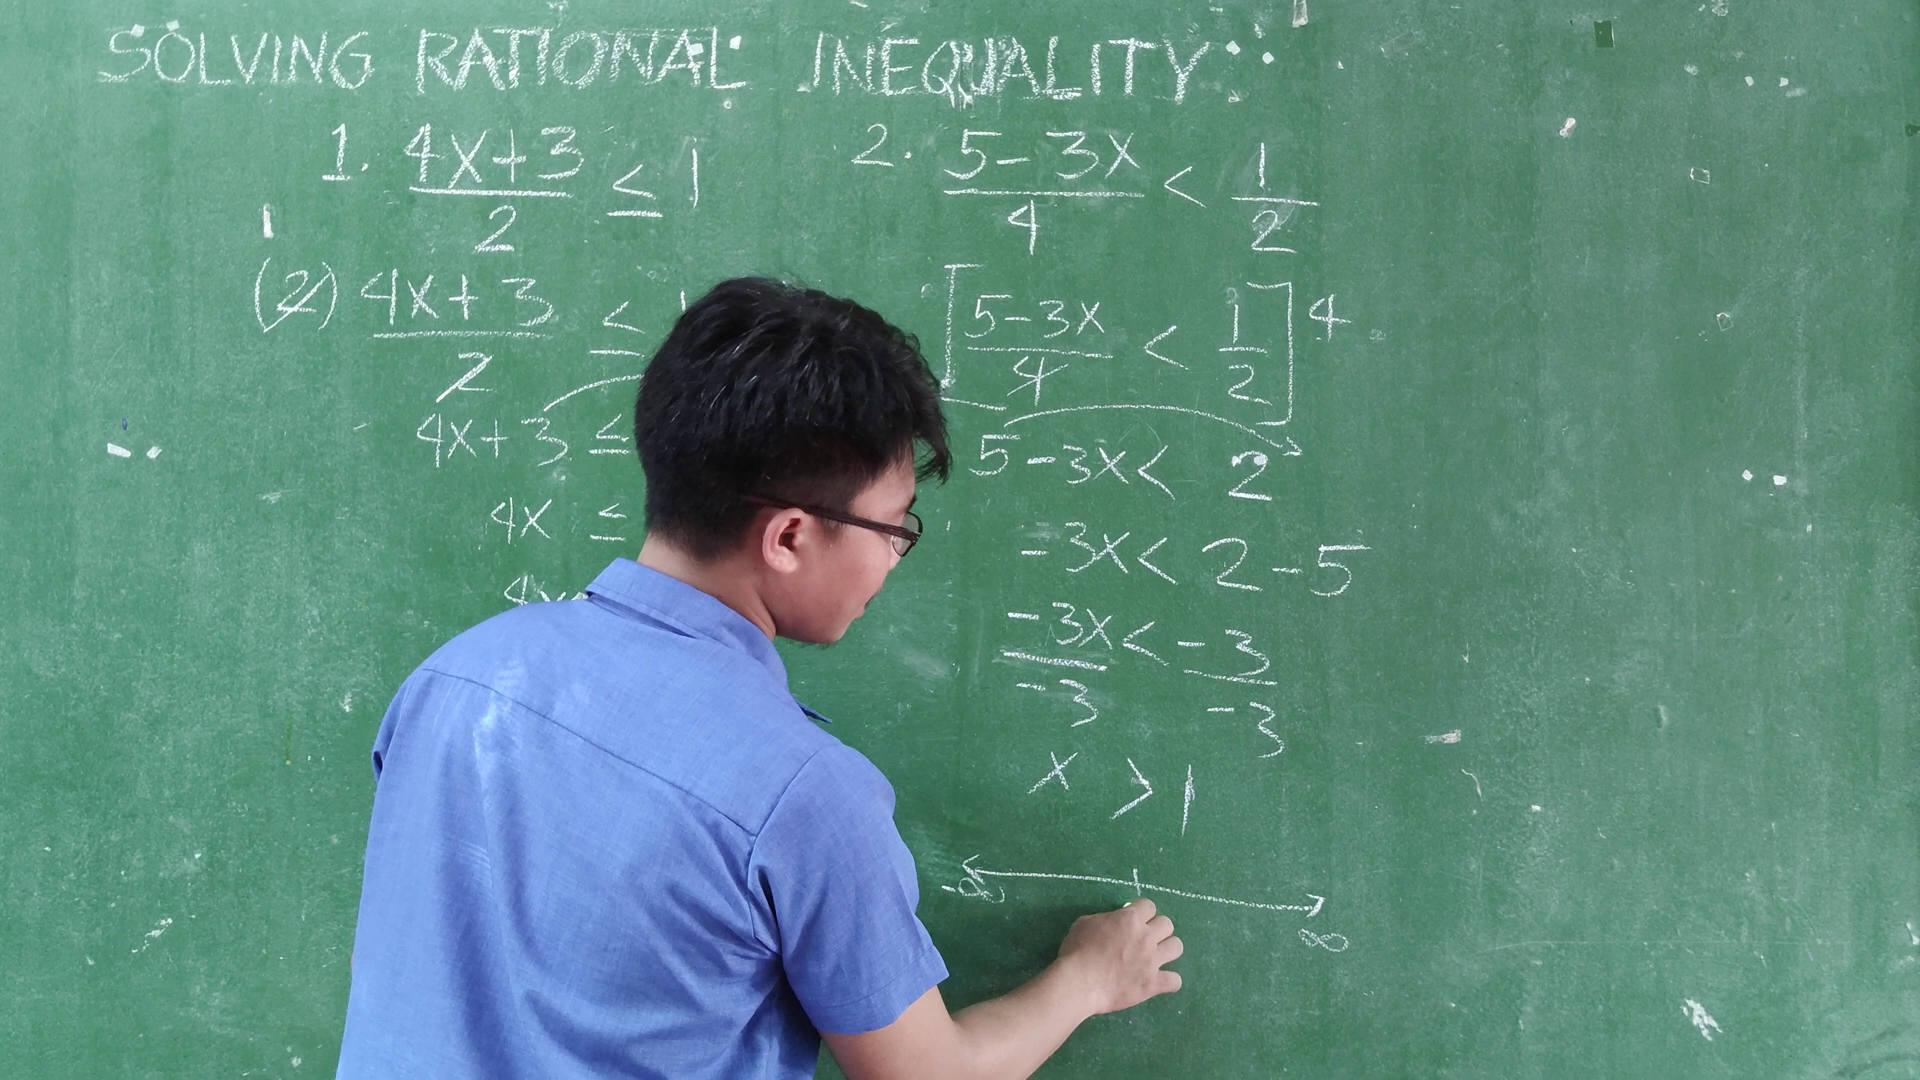 SOLVING RATIONAL INEQUALITY:
1. 4x+3
2
≤ 1
(2) 4x+3
2
≤
4x+3 ≤
4x ≤
2. 5-3x
4
< 1
2
[5-3x
4
< 1
2
] 4
5-3x< 2
-3x< 2-5
-3x< -3
-3 -3
x > 1
-∞ ∞